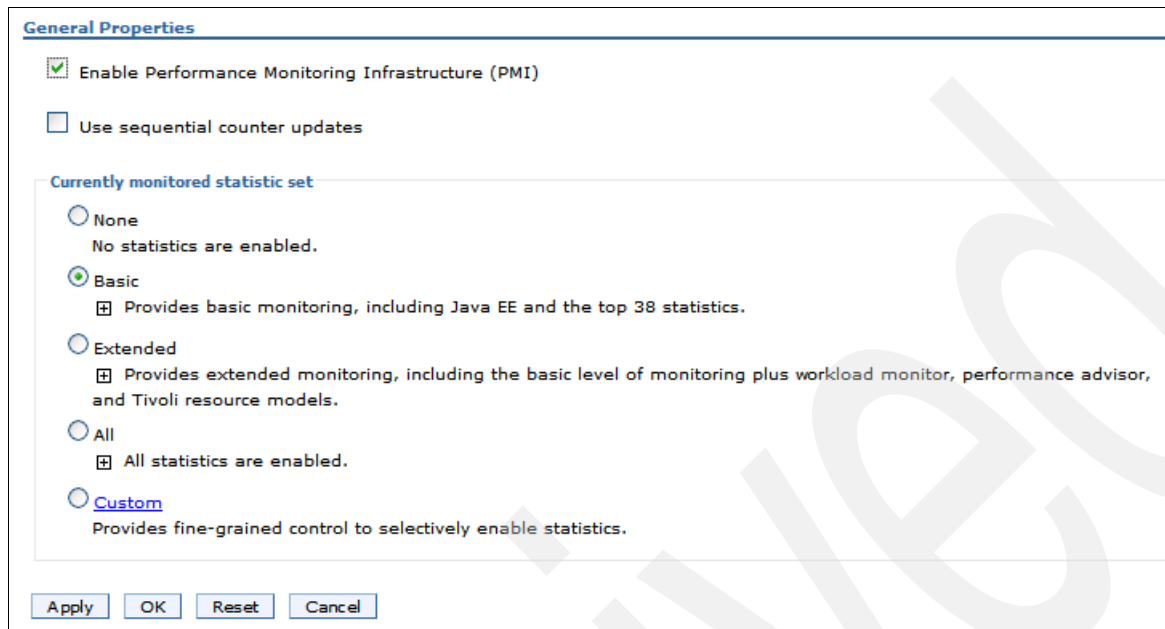 General Properties
Enable Performance Monitoring Infrastructure (PMI)
Use sequential counter updates
Currently monitored statistic set
None
No statistics are enabled.
Basic
Provides basic monitoring, including Java EE and the top 38 statistics.
Extended
Provides extended monitoring, including the basic level of monitoring plus workload monitor, performance advisor,
and Tivoli resource models.
All
All statistics are enabled.
Custom
Provides fine-grained control to selectively enable statistics.
Apply OK Reset Cancel